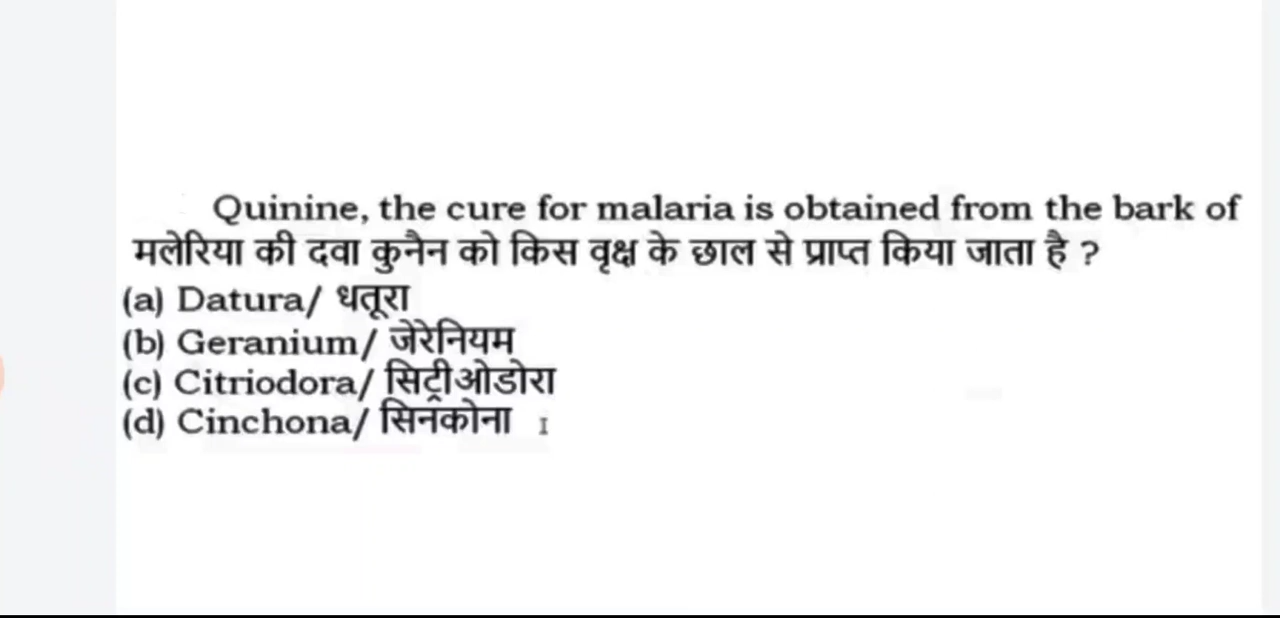 Quinine, the cure for malaria is obtained from the bark of
मलेरिया की दवा कुनैन को किस वृक्ष के छाल से प्राप्त किया जाता है ?
(a) Datura/ धतूरा
(b) Geranium/ जेरेनियम
(c) Citriodora/ सिट्रीओडोरा
(d) Cinchona/ सिनकोना